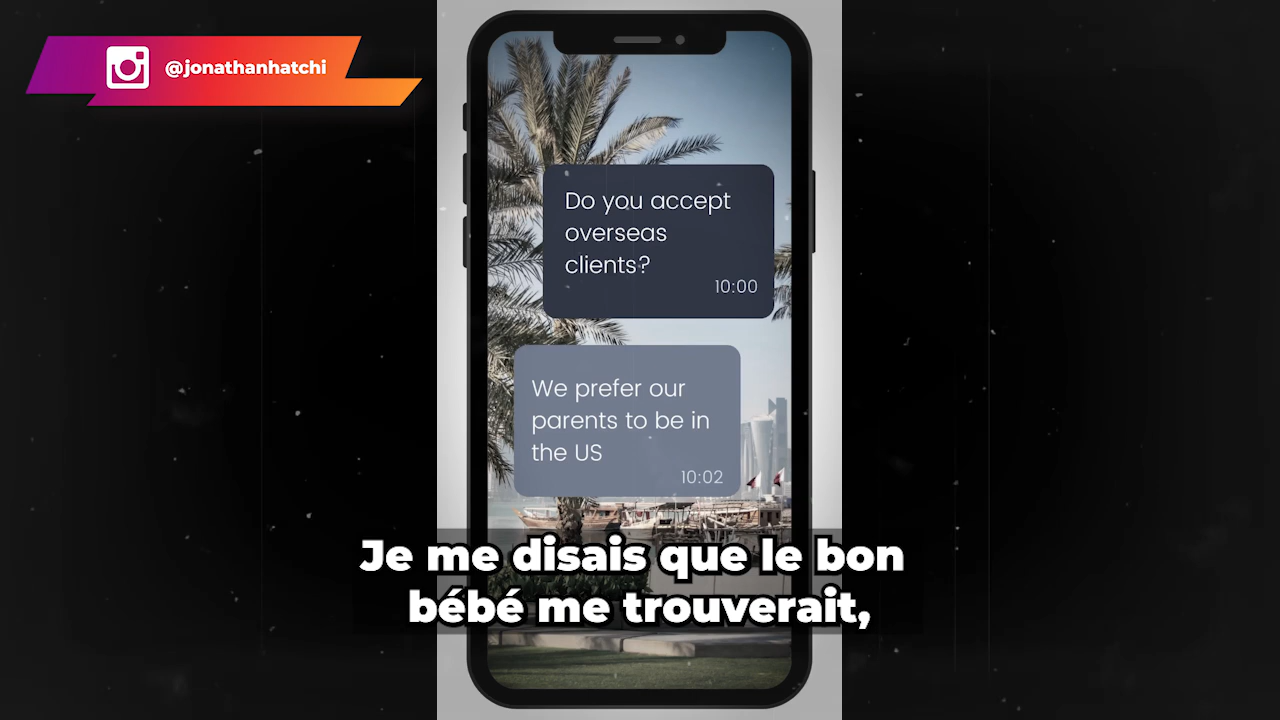 @jonathanhatchi
Do you accept
overseas
clients?
10:00
We prefer our
parents to be in
the US
10:02
Je me disais que le bon
bébé me trouverait,